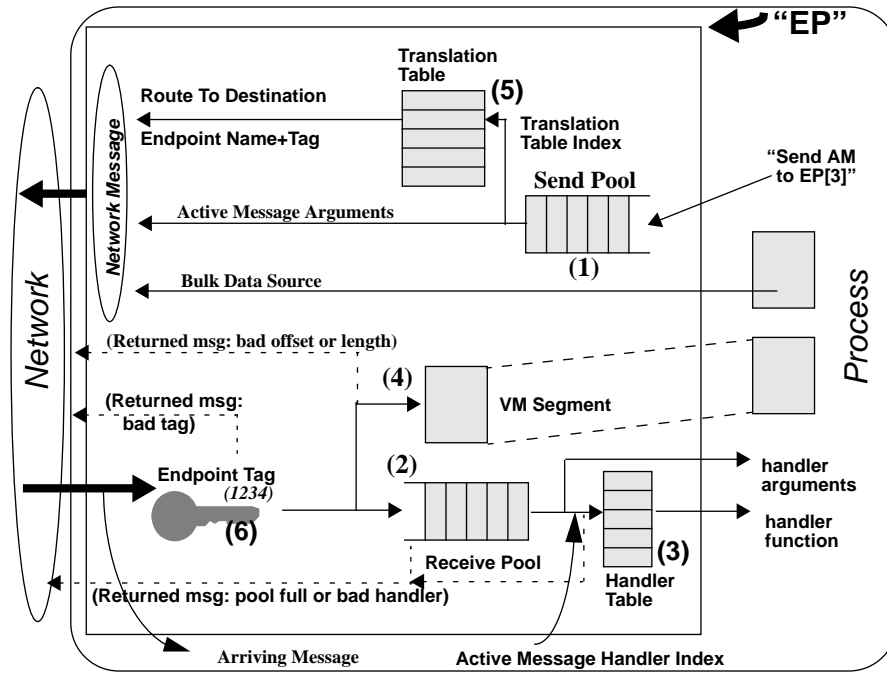 “EP”
Translation
Table
(5)
Route To Destination
Endpoint Name+Tag
Translation
Table Index
“Send AM
to EP[3]”
Send Pool
(1)
Network Message
Active Message Arguments
Bulk Data Source
Network
Process
(Returned msg: bad offset or length)
(4)
VM Segment
(Returned msg:
bad tag)
(2)
Endpoint Tag
(1234)
(6)
handler
arguments
handler
function
Receive Pool
(3)
Handler
Table
(Returned msg: pool full or bad handler)
Arriving Message
Active Message Handler Index